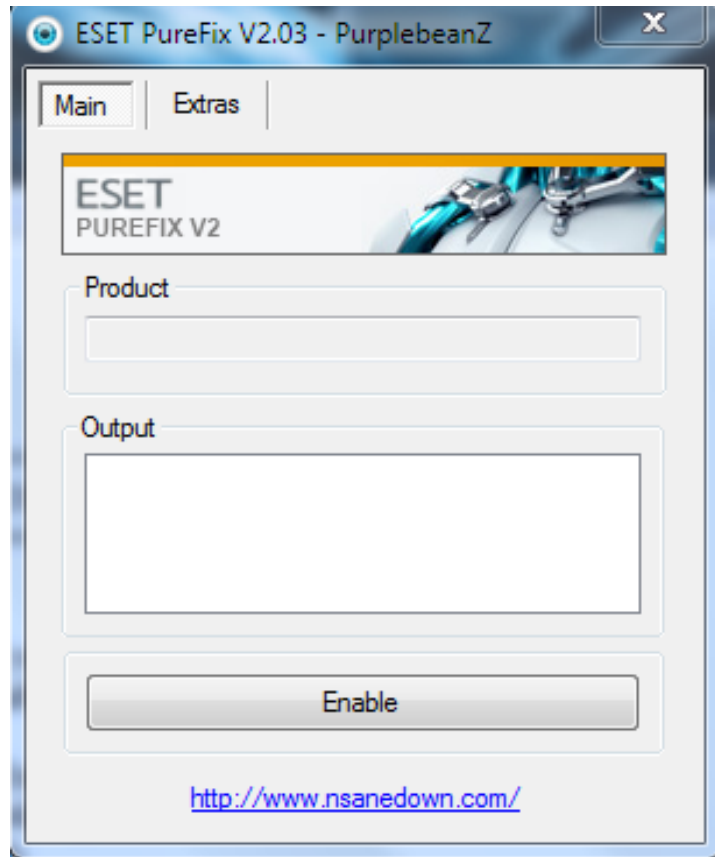 ESET PureFix V2.03 - PurplebeanZ
X
Main Extras
ESET
PUREFIX V2
Product
Output
Enable
http://www.nsanedown.com/